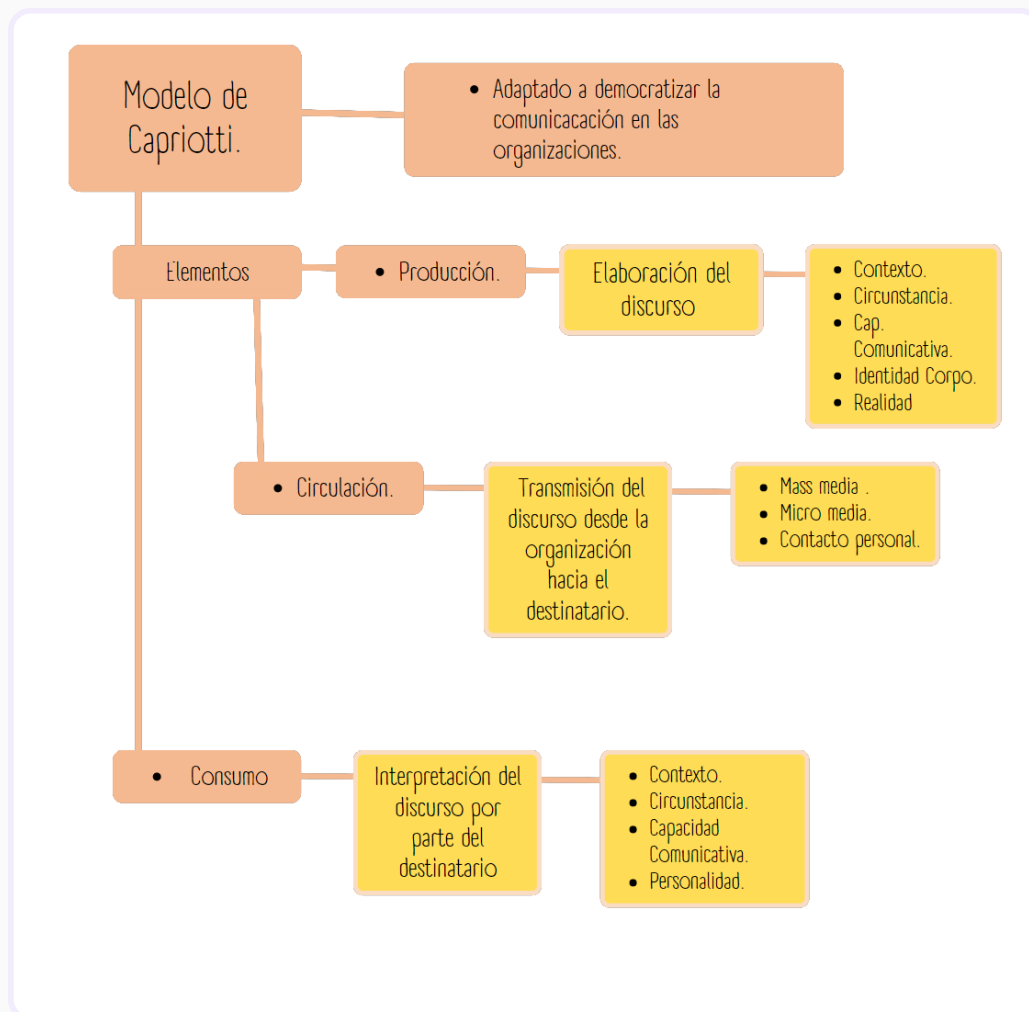 Modelo de
Capriotti.
• Adaptado a democratizar la
comunicacación en las
organizaciones.
Elementos
• Producción.
Elaboración del
discurso
• Contexto.
• Circunstancia.
• Cap.
Comunicativa.
• Identidad Corpo.
• Realidad
• Circulación.
Transmisión del
discurso desde la
organización
hacia el
destinatario.
• Mass media .
• Micro media.
• Contacto personal.
• Consumo
Interpretación del
discurso por
parte del
destinatario
• Contexto.
• Circunstancia.
• Capacidad
Comunicativa.
• Personalidad.